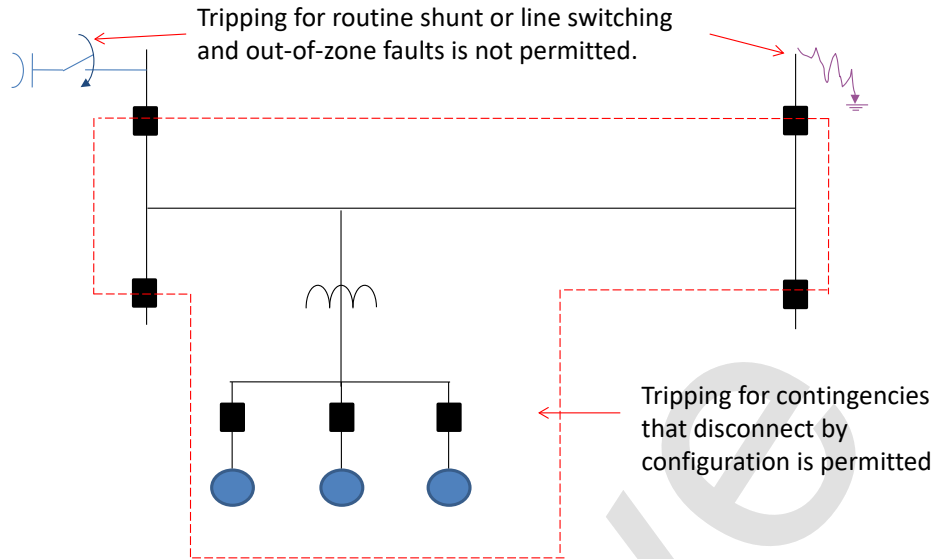 Tripping for routine shunt or line switching
and out-of-zone faults is not permitted.
Tripping for contingencies
that disconnect by
configuration is permitted